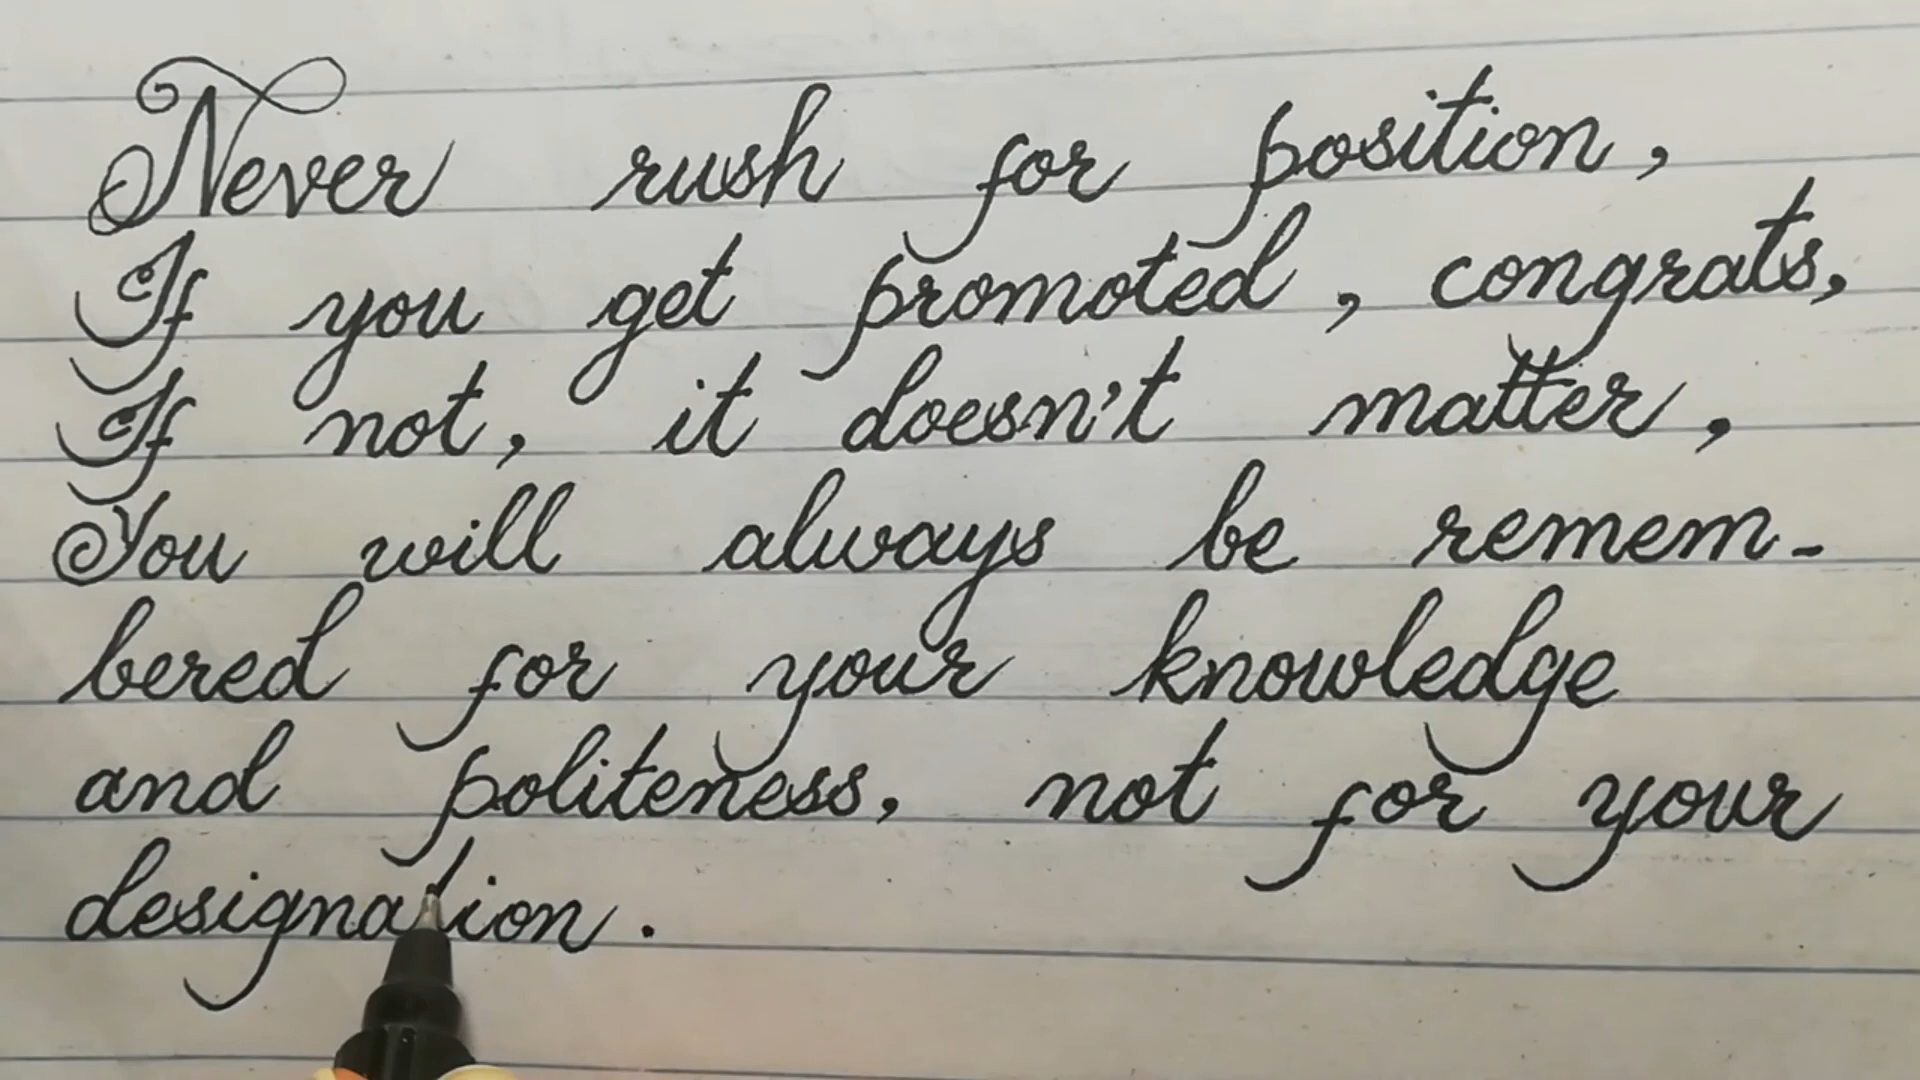 Never rush for position,
If you get promoted, congrats,
If not, it doesn't matter,
You will always be remem-
bered for your knowledge
and politeness, not for your
designation.